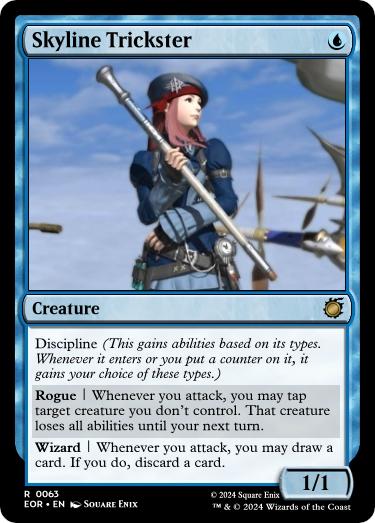 Skyline Trickster
Creature
Discipline (This gains abilities based on its types.
Whenever it enters or you put a counter on it, it
gains your choice of these types.)
Rogue | Whenever you attack, you may tap
target creature you don't control. That creature
loses all abilities until your next turn.
Wizard | Whenever you attack, you may draw a
card. If you do, discard a card.
1/1
R 0063
EOR • EN Square Enix
© 2024 Square Enix
™ & © 2024 Wizards of the Coast